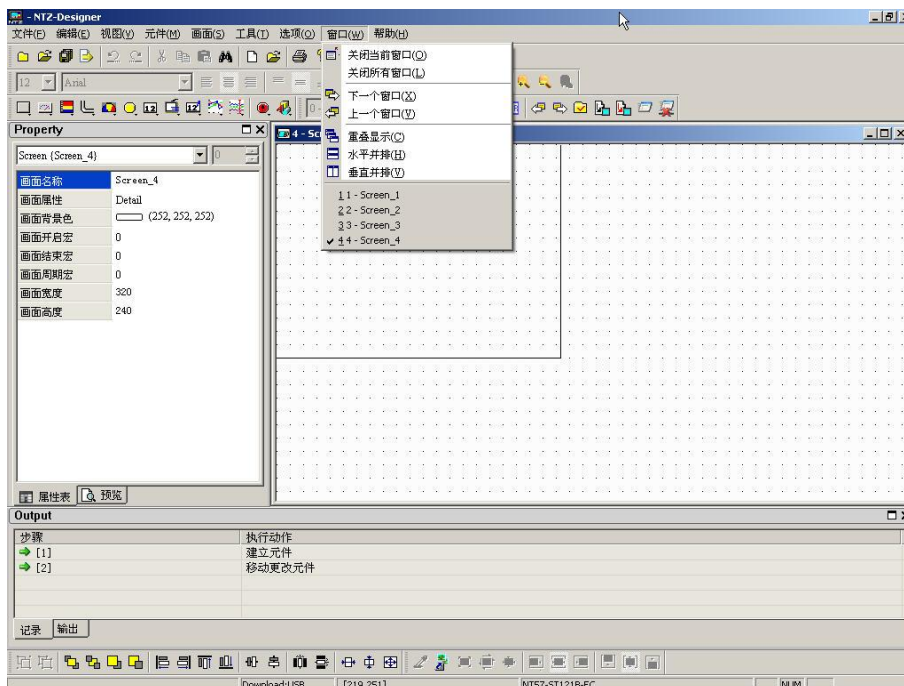 - NTZ-Designer
文件(F) 编辑(E) 视图(V) 元件(M) 画面(S) 工具(T) 选项(O) 窗口(W) 帮助(H)
12 Arial
关闭当前窗口(O)
关闭所有窗口(L)
下一个窗口(X)
上一个窗口(V)
重叠显示(C)
水平并排(H)
垂直并排(V)
1 1 - Screen_1
2 2 - Screen_2
3 3 - Screen_3
4 4 - Screen_4
Property
Screen {Screen_4} 0
画面名称 Screen_4
画面属性 Detail
画面背景色 (252, 252, 252)
画面开启宏 0
画面结束宏 0
画面周期宏 0
画面宽度 320
画面高度 240
属性表 预览
Output
步骤 执行动作
[1] 建立元件
[2] 移动更改元件
记录 输出
Download:USB [219,251] NT5Z-ST121B-EC NUM